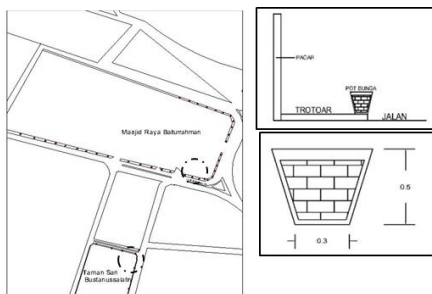 Masjid Raya Baiturrahman
Taman Sari
Bustanussalatin
PAGAR
POT BUNGA
TROTOAR
JALAN
0.5
0.3